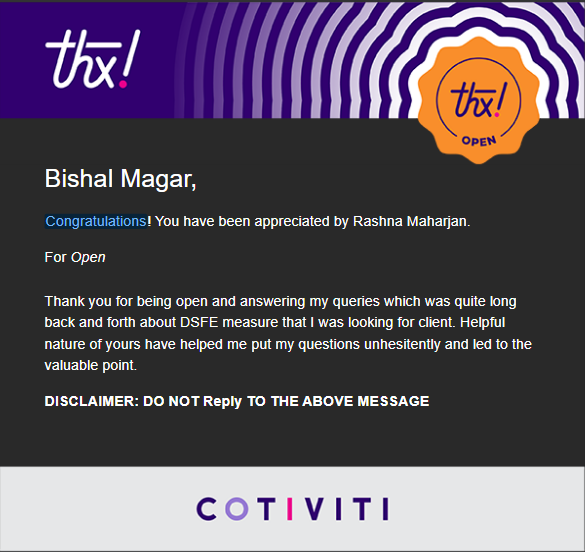 thx!
thx!
OPEN
Bishal Magar,
Congratulations! You have been appreciated by Rashna Maharjan.
For Open
Thank you for being open and answering my queries which was quite long
back and forth about DSFE measure that I was looking for client. Helpful
nature of yours have helped me put my questions unhesitently and led to the
valuable point.
DISCLAIMER: DO NOT Reply TO THE ABOVE MESSAGE
COTIVITI